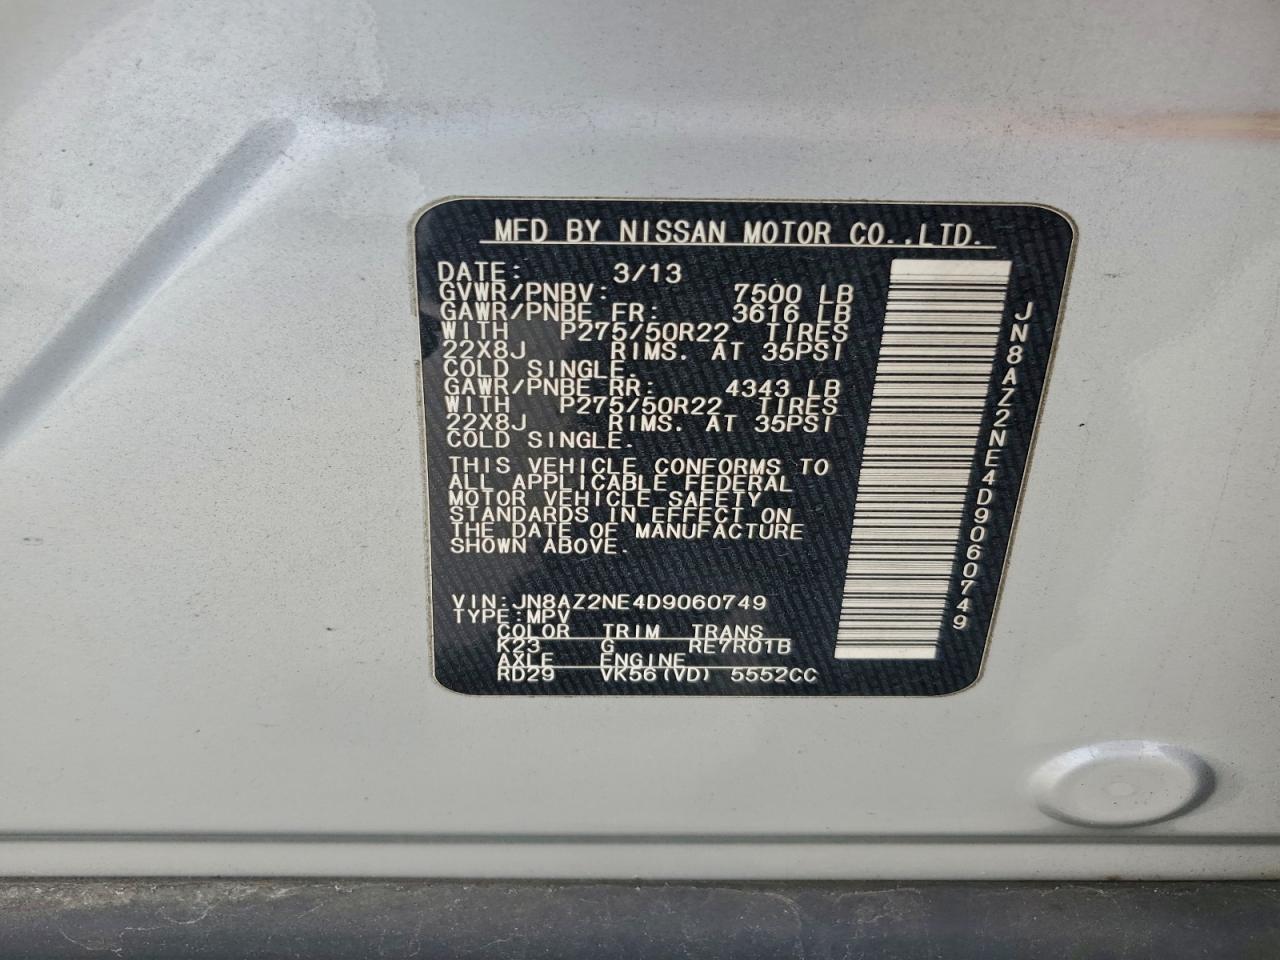 MFD BY NISSAN MOTOR CO.,LTD.
DATE: 3/13
GVWR/PNBV: 7500 LB
GAWR/PNBE FR: 3616 LB
WITH P275/50R22 TIRES
22X8J RIMS. AT 35PSI
COLD SINGLE.
GAWR/PNBE RR: 4343 LB
WITH P275/50R22 TIRES
22X8J RIMS. AT 35PSI
COLD SINGLE.
THIS VEHICLE CONFORMS TO
ALL APPLICABLE FEDERAL
MOTOR VEHICLE SAFETY
STANDARDS IN EFFECT ON
THE DATE OF MANUFACTURE
SHOWN ABOVE.
VIN:JN8AZ2NE4D9060749
TYPE:MPV
COLOR TRIM TRANS
K23 G RE7R01B
AXLE ENGINE
RD29 VK56(VD) 5552CC
JN8AZ2NE4D9060749